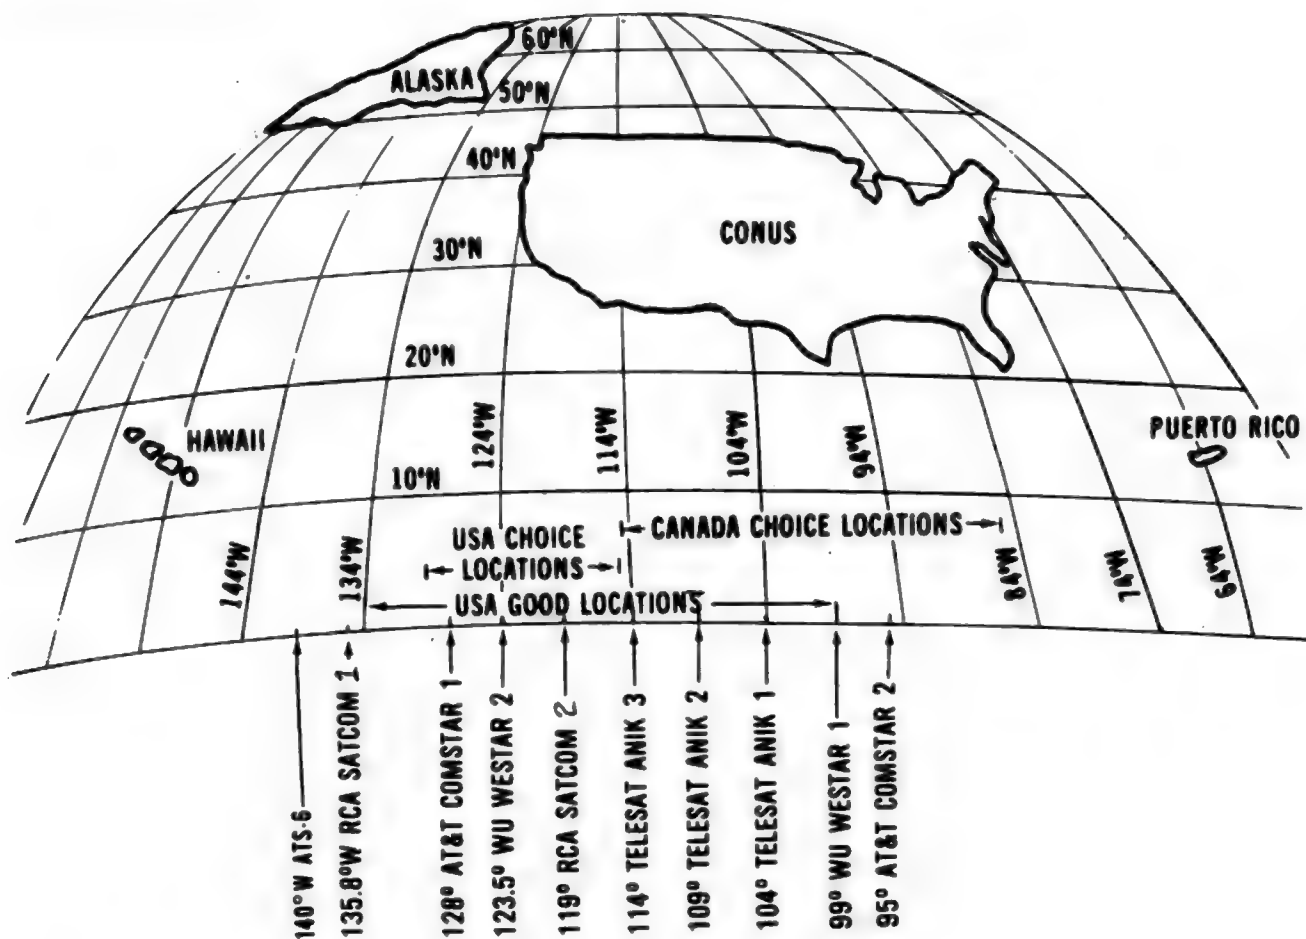 60°N
ALASKA
50°N
40°N
CONUS
30°N
20°N
HAWAII
124°W
114°W
104°W
94°W
PUERTO RICO
10°N
USA CHOICE
LOCATIONS
CANADA CHOICE LOCATIONS
144°W
134°W
84°W
74°W
64°W
USA GOOD LOCATIONS
140°W ATS-6
135.8°W RCA SATCOM 1
128° AT&T COMSTAR 1
123.5° WU WESTAR 2
119° RCA SATCOM 2
114° TELESAT ANIK 3
109° TELESAT ANIK 2
104° TELESAT ANIK 1
99° WU WESTAR 1
95° AT&T COMSTAR 2